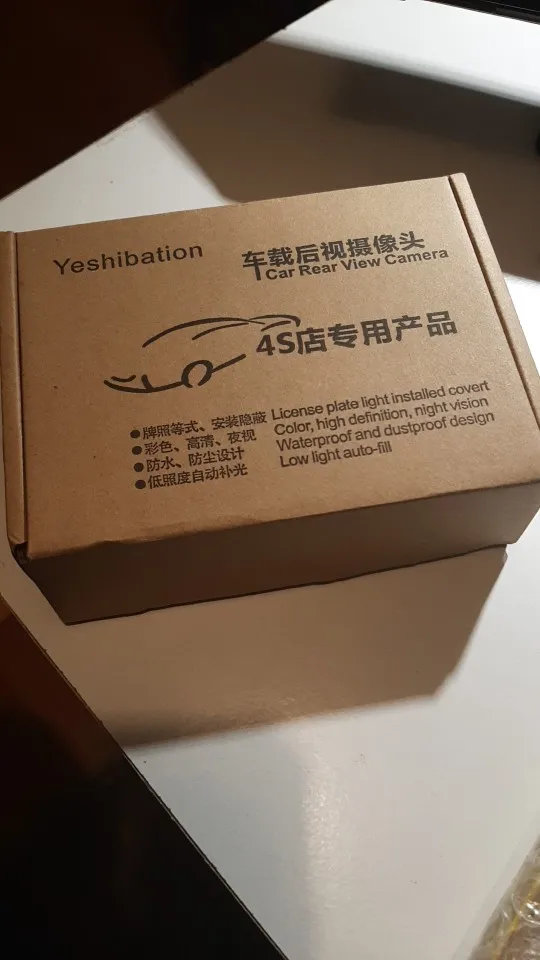 Yeshibation
车载后视摄像头
Car Rear View Camera
4S店专用产品
●牌照等式、安装隐蔽 License plate light installed covert
●彩色、高清、夜视 Color, high definition, night vision
●防水、防尘设计 Waterproof and dustproof design
●低照度自动补光 Low light auto-fill